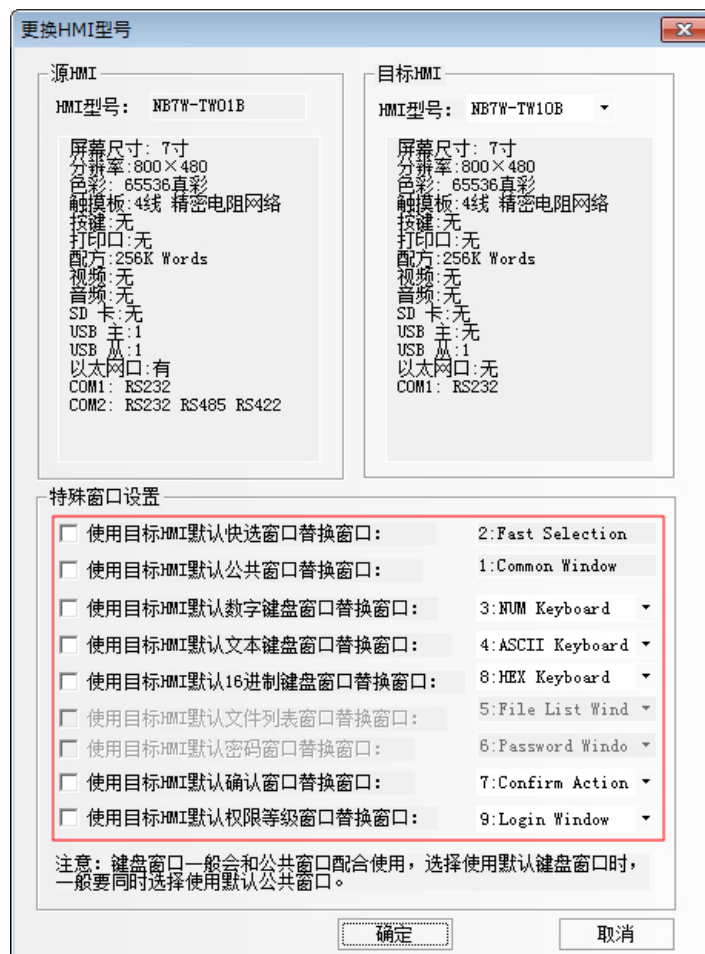 更换HMI型号
源HMI
HMI型号: NB7W-TW01B
屏幕尺寸: 7寸
分辨率:800×480
色彩: 65536真彩
触摸板:4线 精密电阻网络
按键:无
打印口:无
配方:256K Words
视频:无
音频:无
SD 卡:无
USB 主:1
USB 从:1
以太网口:有
COM1: RS232
COM2: RS232 RS485 RS422
目标HMI
HMI型号: NB7W-TW10B
屏幕尺寸: 7寸
分辨率:800×480
色彩: 65536真彩
触摸板:4线 精密电阻网络
按键:无
打印口:无
配方:256K Words
视频:无
音频:无
SD 卡:无
USB 主:无
USB 从:1
以太网口:无
COM1: RS232
特殊窗口设置
使用目标HMI默认快选窗口替换窗口: 2:Fast Selection
使用目标HMI默认公共窗口替换窗口: 1:Common Window
使用目标HMI默认数字键盘窗口替换窗口: 3:NUM Keyboard
使用目标HMI默认文本键盘窗口替换窗口: 4:ASCII Keyboard
使用目标HMI默认16进制键盘窗口替换窗口: 8:HEX Keyboard
使用目标HMI默认文件列表窗口替换窗口: 5:File List Wind
使用目标HMI默认密码窗口替换窗口: 6:Password Windo
使用目标HMI默认确认窗口替换窗口: 7:Confirm Action
使用目标HMI默认权限等级窗口替换窗口: 9:Login Window
注意: 键盘窗口一般会和公共窗口配合使用，选择使用默认键盘窗口时，
一般要同时选择使用默认公共窗口。
确定 取消